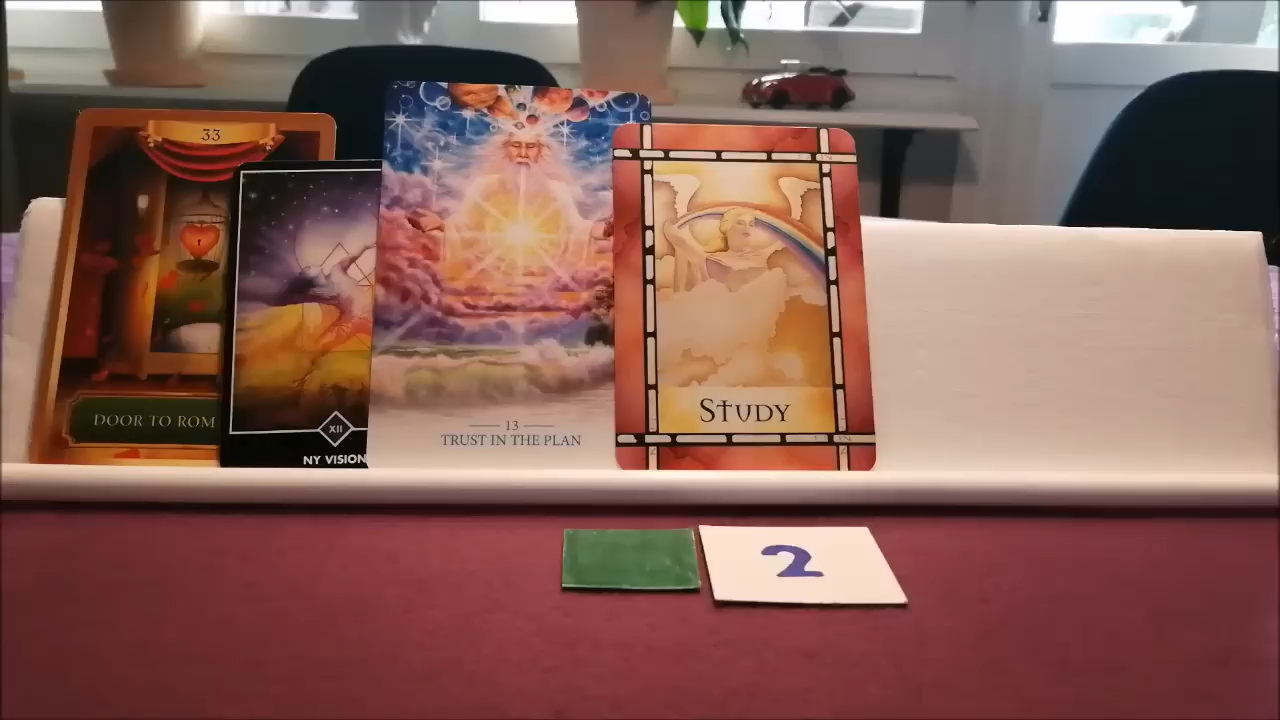 33
DOOR TO ROM
XII
NY VISION
13
TRUST IN THE PLAN
STUDY
2